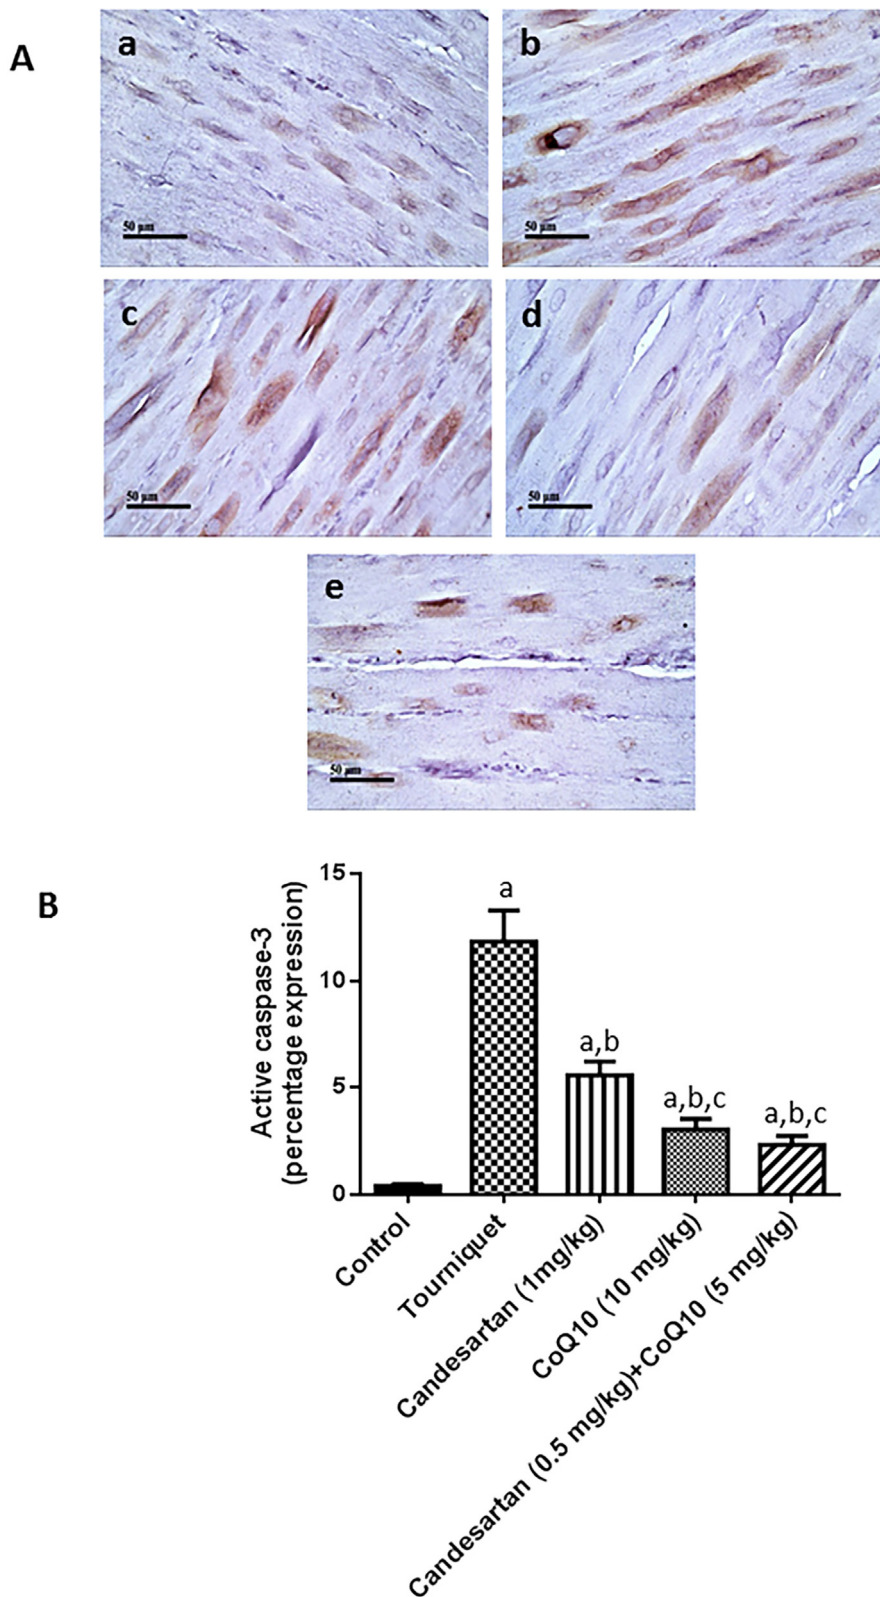 A
a
b
50 µm
50 µm
c
d
50 µm
50 µm
e
50 µm
B
Active caspase-3
(percentage expression)
15
10
5
0
a
a,b
a,b,c
a,b,c
Control
Tourniquet
Candesartan (1mg/kg)
CoQ10 (10 mg/kg)
Candesartan (0.5 mg/kg)+CoQ10 (5 mg/kg)